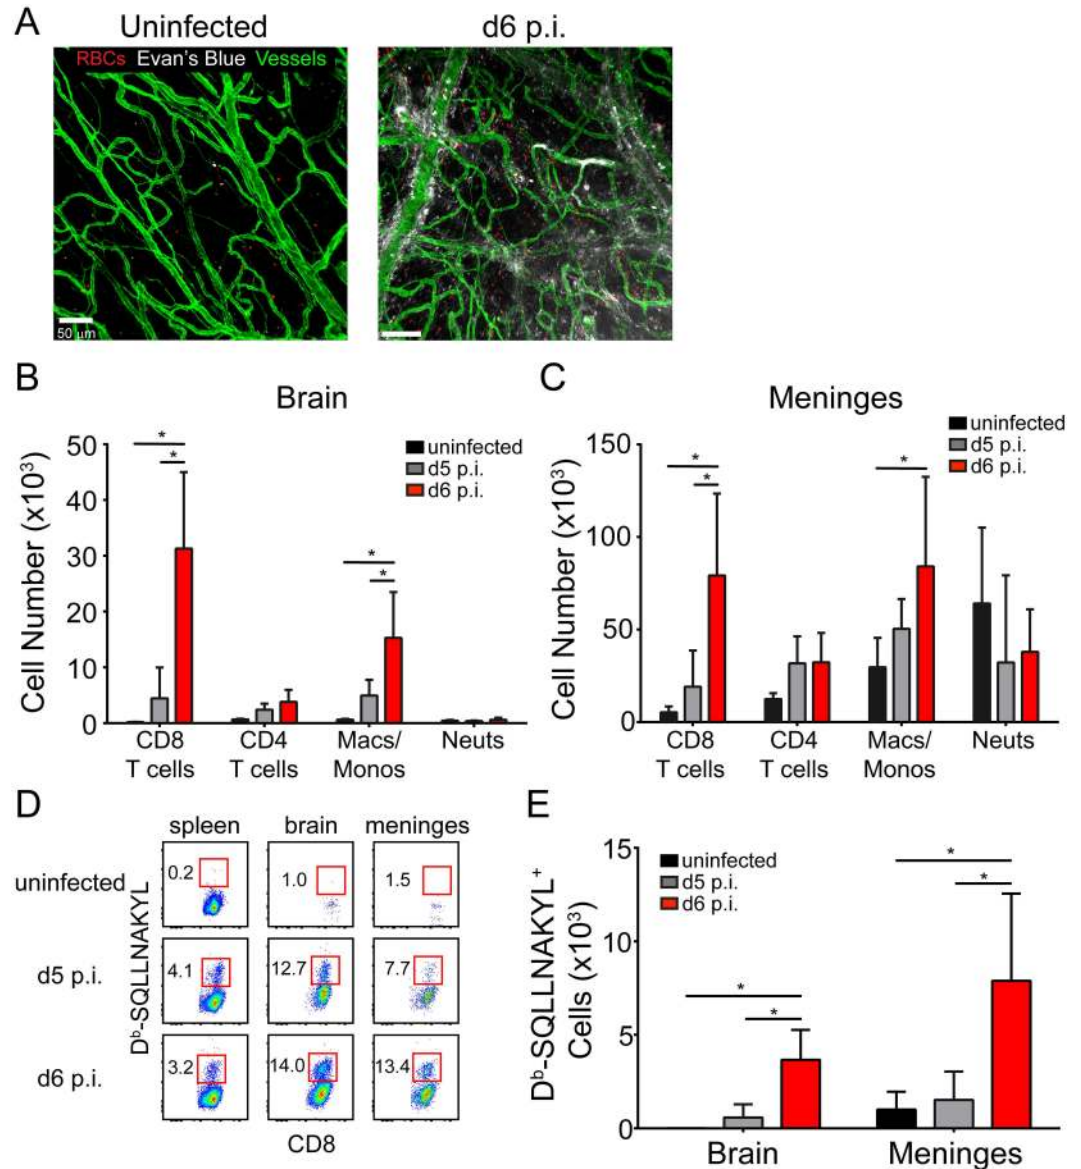 A
Uninfected
d6 p.i.
RBCs Evan's Blue Vessels
50 µm
B
Brain
Cell Number (x10³)
50
40
30
20
10
0
uninfected
d5 p.i.
d6 p.i.
*
*
*
*
CD8 T cells
CD4 T cells
Macs/ Monos
Neuts
C
Meninges
Cell Number (x10³)
150
100
50
0
uninfected
d5 p.i.
d6 p.i.
*
*
*
CD8 T cells
CD4 T cells
Macs/ Monos
Neuts
D
spleen brain meninges
uninfected
0.2
1.0
1.5
d5 p.i.
4.1
12.7
7.7
d6 p.i.
3.2
14.0
13.4
Dᵇ-SQLLNAKYL
CD8
E
Dᵇ-SQLLNAKYL⁺
Cells (x10³)
15
10
5
0
uninfected
d5 p.i.
d6 p.i.
*
*
*
*
Brain
Meninges